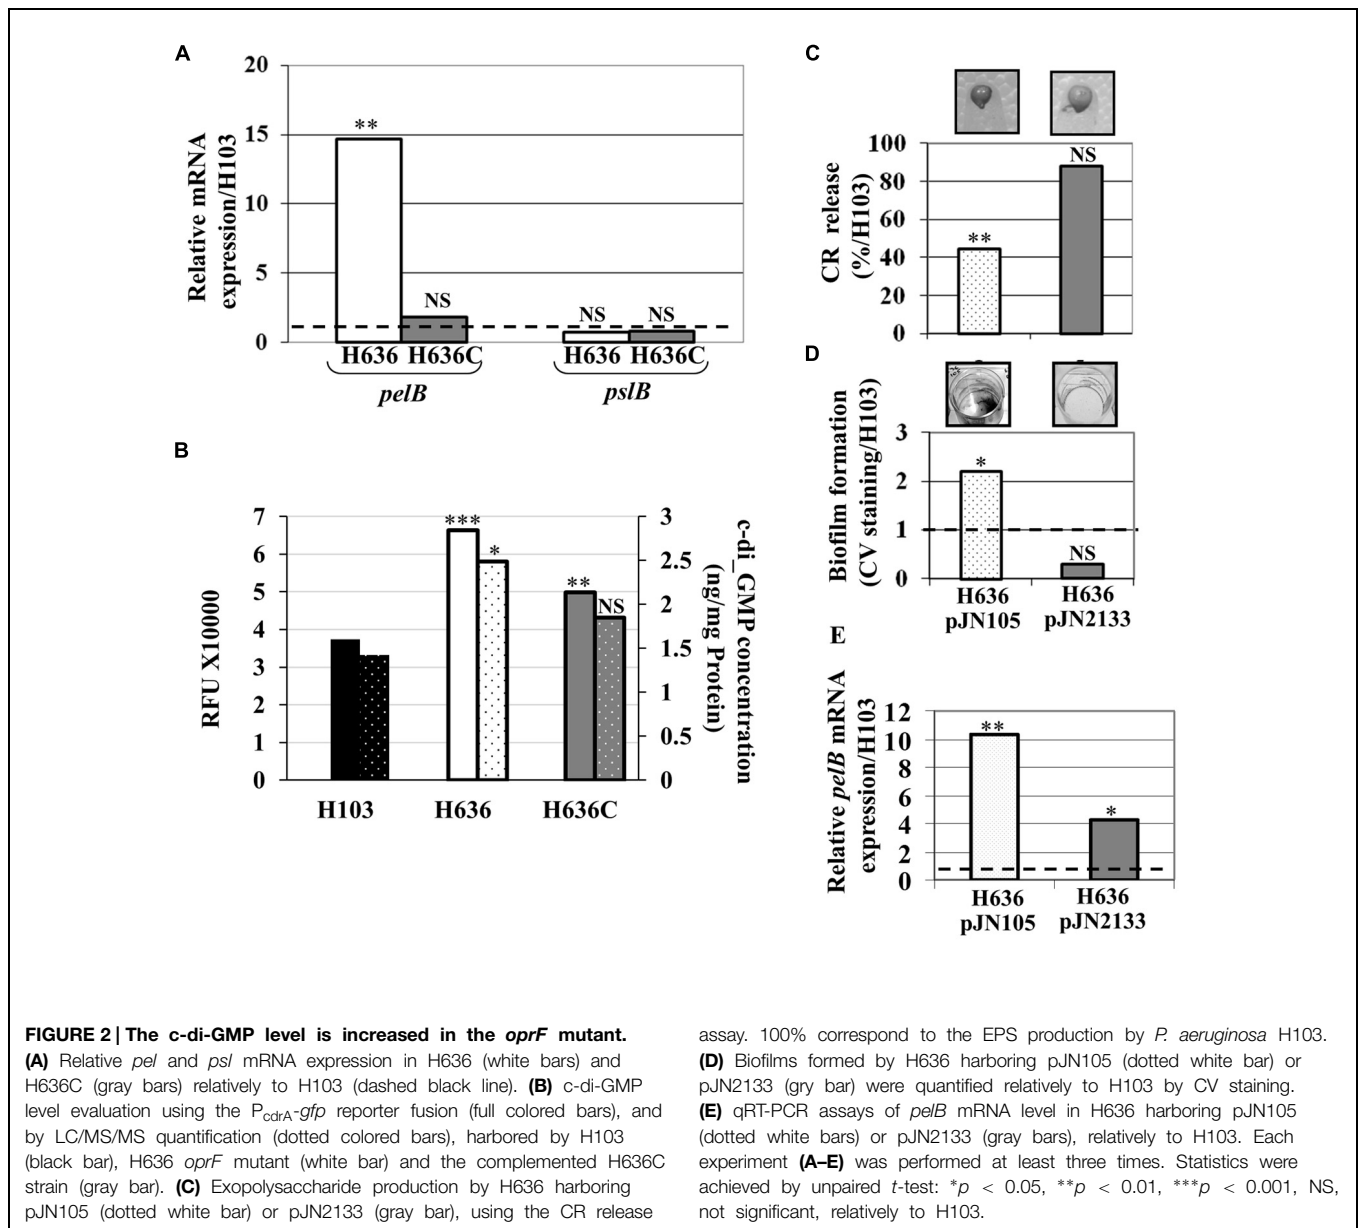 A
20
15
10
5
0
Relative mRNA
expression/H103
**
NS
NS
NS
H636 H636C
H636 H636C
pelB
pslB
B
7
6
5
4
3
2
1
0
RFU X10000
***
*
**
NS
3
2.5
2
1.5
1
0.5
0
c-di_GMP concentration
(ng/mg Protein)
H103
H636
H636C
C
100
80
60
40
20
0
CR release
(%/H103)
**
NS
D
3
2
1
0
Biofilm formation
(CV staining/H103)
*
NS
H636
pJN105
H636
pJN2133
E
12
10
8
6
4
2
0
Relative pelB mRNA
expression/H103
**
*
H636
pJN105
H636
pJN2133
FIGURE 2 | The c-di-GMP level is increased in the oprF mutant.
(A) Relative pel and psl mRNA expression in H636 (white bars) and
H636C (gray bars) relatively to H103 (dashed black line). (B) c-di-GMP
level evaluation using the PcdrA-gfp reporter fusion (full colored bars), and
by LC/MS/MS quantification (dotted colored bars), harbored by H103
(black bar), H636 oprF mutant (white bar) and the complemented H636C
strain (gray bar). (C) Exopolysaccharide production by H636 harboring
pJN105 (dotted white bar) or pJN2133 (gray bar), using the CR release
assay. 100% correspond to the EPS production by P. aeruginosa H103.
(D) Biofilms formed by H636 harboring pJN105 (dotted white bar) or
pJN2133 (gry bar) were quantified relatively to H103 by CV staining.
(E) qRT-PCR assays of pelB mRNA level in H636 harboring pJN105
(dotted white bars) or pJN2133 (gray bars), relatively to H103. Each
experiment (A–E) was performed at least three times. Statistics were
achieved by unpaired t-test: *p < 0.05, **p < 0.01, ***p < 0.001, NS,
not significant, relatively to H103.